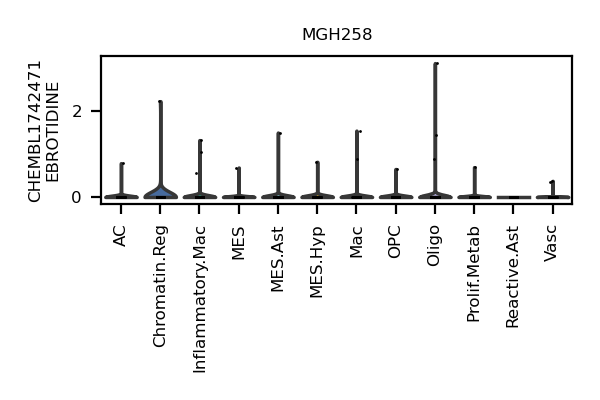 MGH258
CHEMBL1742471
EBROTIDINE
2
0
AC
Chromatin.Reg
Inflammatory.Mac
MES
MES.Ast
MES.Hyp
Mac
OPC
Oligo
Prolif.Metab
Reactive.Ast
Vasc